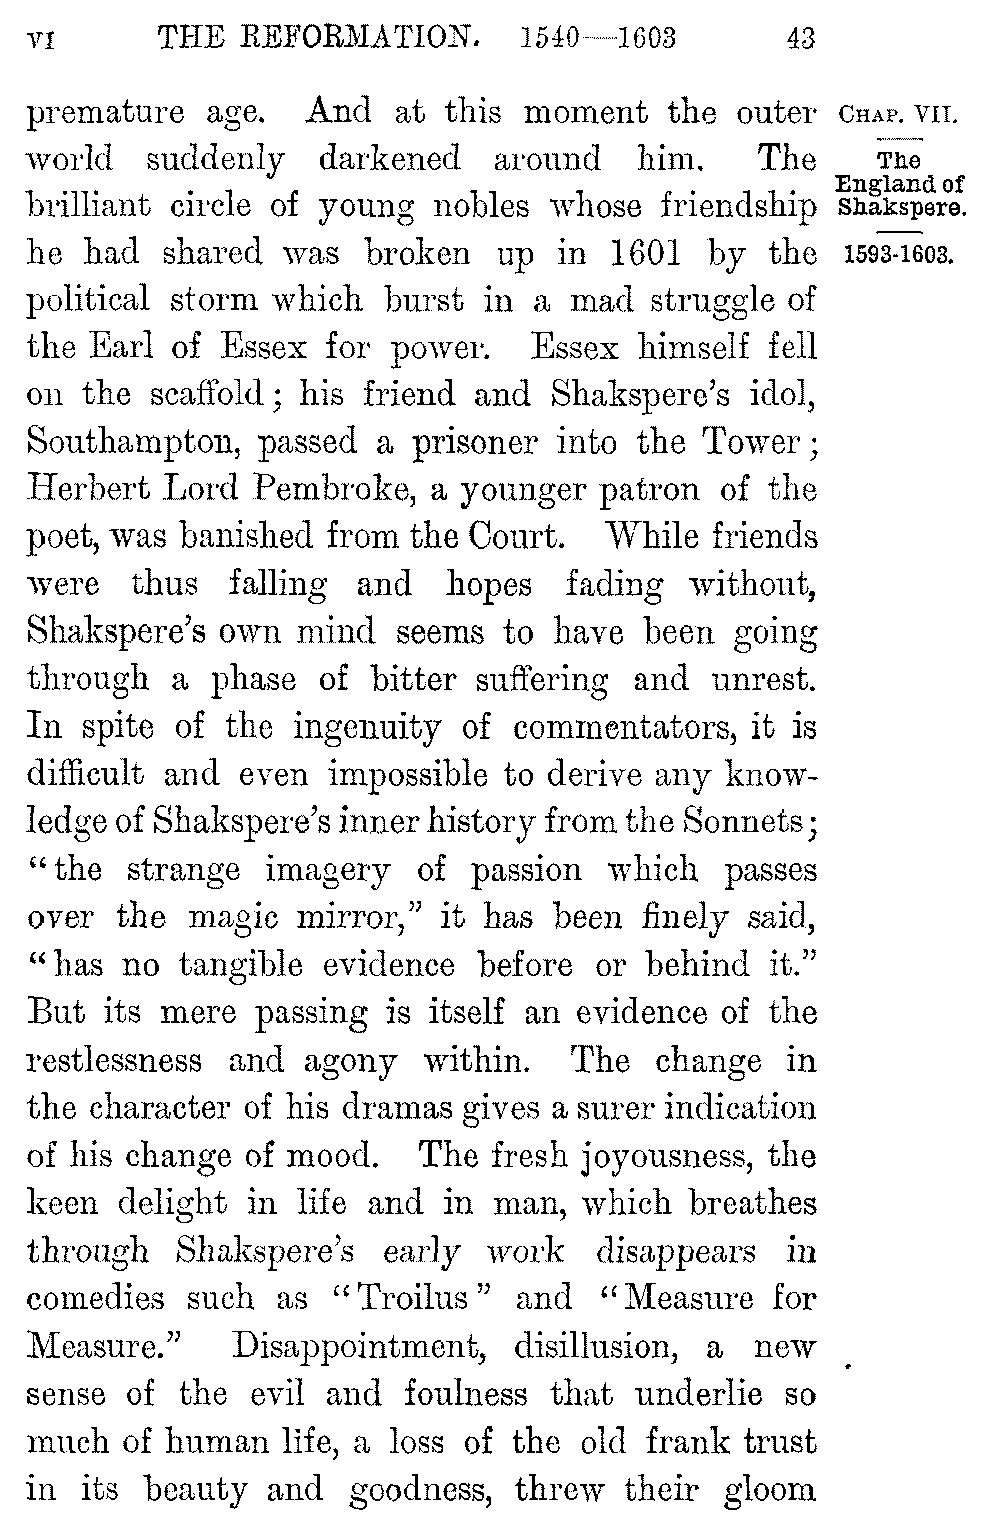 VI THE REFORMATION. 1540—1603 43
premature age. And at this moment the outer
world suddenly darkened around him. The
brilliant circle of young nobles whose friendship
he had shared was broken up in 1601 by the
political storm which burst in a mad struggle of
the Earl of Essex for power. Essex himself fell
on the scaffold; his friend and Shakspere's idol,
Southampton, passed a prisoner into the Tower;
Herbert Lord Pembroke, a younger patron of the
poet, was banished from the Court. While friends
were thus falling and hopes fading without,
Shakspere's own mind seems to have been going
through a phase of bitter suffering and unrest.
In spite of the ingenuity of commentators, it is
difficult and even impossible to derive any know-
ledge of Shakspere's inner history from the Sonnets;
"the strange imagery of passion which passes
over the magic mirror," it has been finely said,
"has no tangible evidence before or behind it."
But its mere passing is itself an evidence of the
restlessness and agony within. The change in
the character of his dramas gives a surer indication
of his change of mood. The fresh joyousness, the
keen delight in life and in man, which breathes
through Shakspere's early work disappears in
comedies such as "Troilus" and "Measure for
Measure." Disappointment, disillusion, a new
sense of the evil and foulness that underlie so
much of human life, a loss of the old frank trust
in its beauty and goodness, threw their gloom
CHAP. VII.
The
England of
Shakspere.
1593-1603.